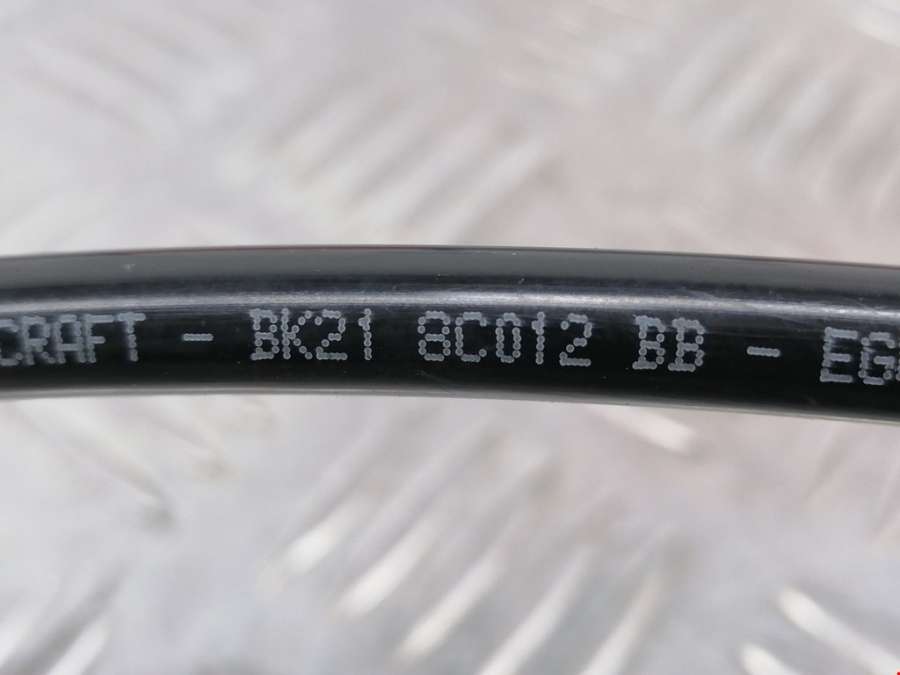 CRAFT - BK21 8C012 BB - EG